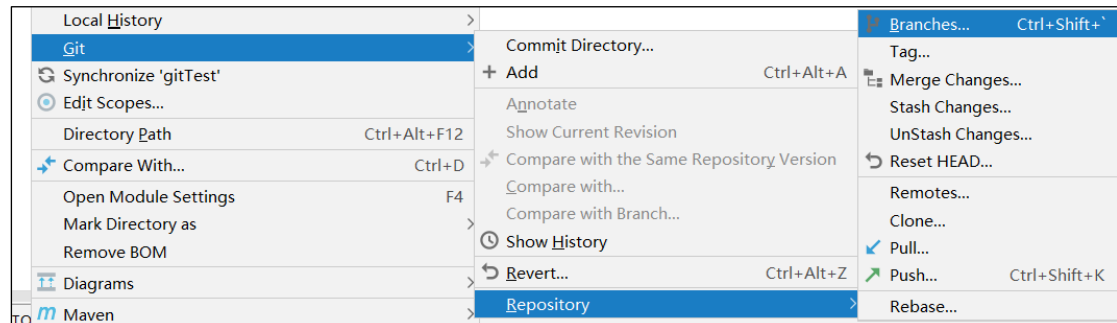 Local History
Git
Synchronize 'gitTest'
Edit Scopes...
Directory Path Ctrl+Alt+F12
Compare With... Ctrl+D
Open Module Settings F4
Mark Directory as
Remove BOM
Diagrams
Maven
TO
Commit Directory...
Add Ctrl+Alt+A
Annotate
Show Current Revision
Compare with the Same Repository Version
Compare with...
Compare with Branch...
Show History
Revert... Ctrl+Alt+Z
Repository
Branches... Ctrl+Shift+`
Tag...
Merge Changes...
Stash Changes...
UnStash Changes...
Reset HEAD...
Remotes...
Clone...
Pull...
Push... Ctrl+Shift+K
Rebase...